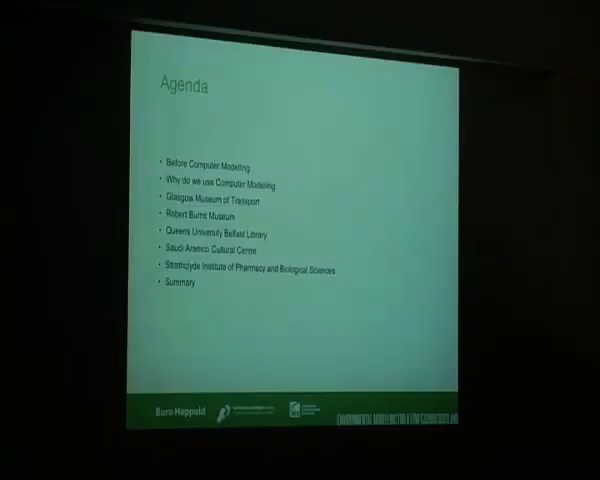 Agenda
• Before Computer Modelling
• Why do we use Computer Modelling
• Glasgow Museum of Transport
• Robert Burns Museum
• Queens University Belfast Library
• Saudi Aramco Cultural Centre
• Strathclyde Institute of Pharmacy and Biological Sciences
• Summary
Buro Happold